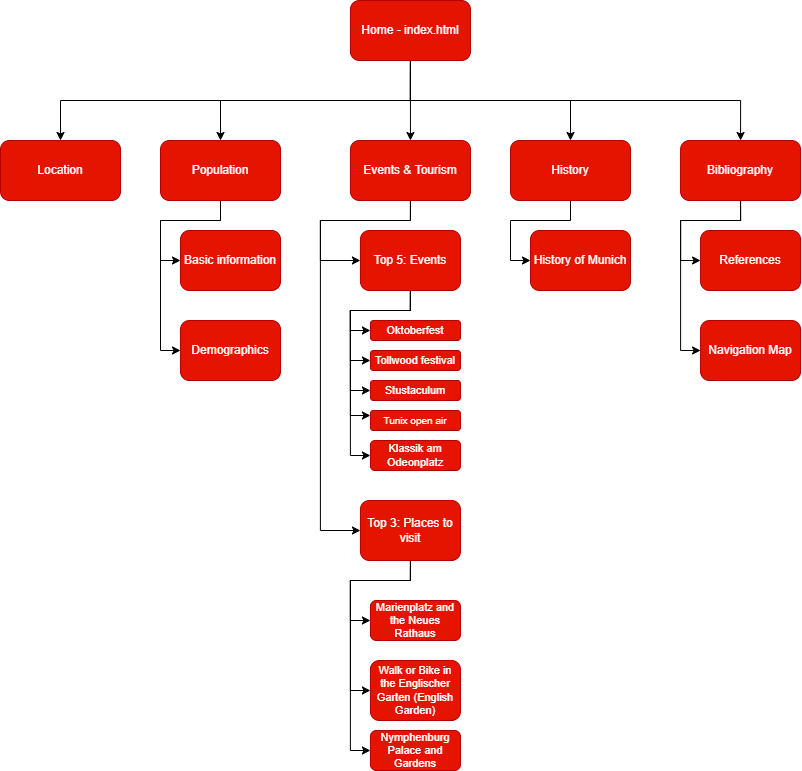 Home - index.html
Location
Population
Events & Tourism
History
Bibliography
Basic information
Top 5: Events
History of Munich
References
Demographics
Oktoberfest
Navigation Map
Tollwood festival
Stustaculum
Tunix open air
Klassik am
Odeonplatz
Top 3: Places to
visit
Marienplatz and
the Neues
Rathaus
Walk or Bike in
the Englischer
Garten (English
Garden)
Nymphenburg
Palace and
Gardens